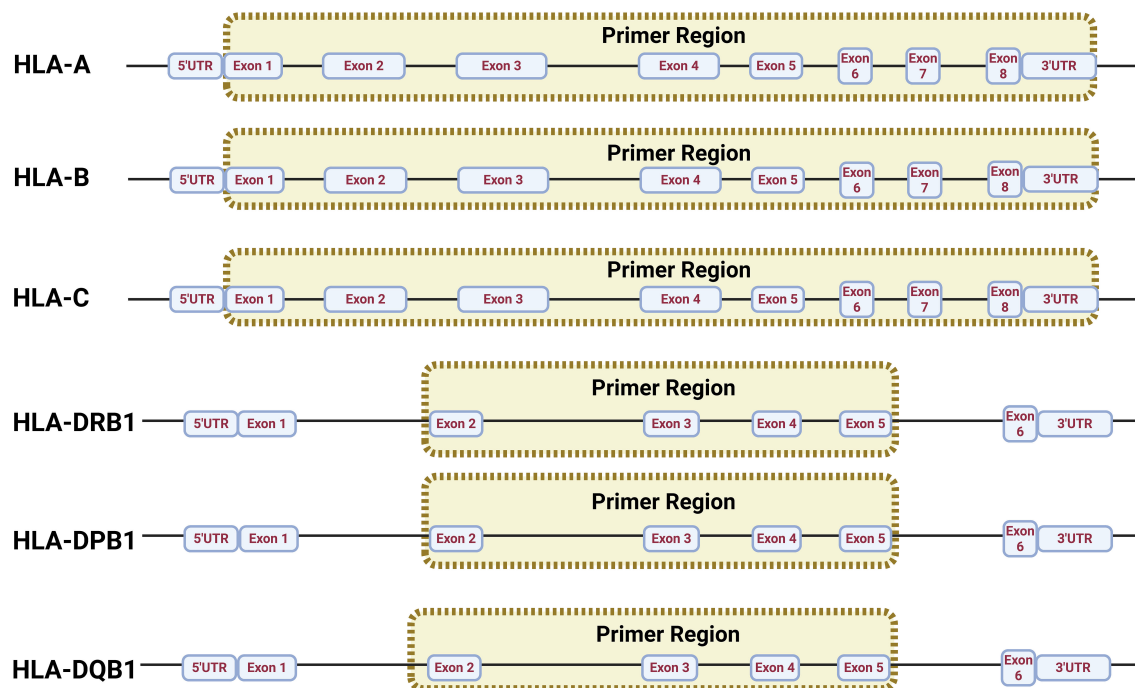 Primer Region
HLA-A 5'UTR Exon 1 Exon 2 Exon 3 Exon 4 Exon 5 Exon 6 Exon 7 Exon 8 3'UTR
Primer Region
HLA-B 5'UTR Exon 1 Exon 2 Exon 3 Exon 4 Exon 5 Exon 6 Exon 7 Exon 8 3'UTR
Primer Region
HLA-C 5'UTR Exon 1 Exon 2 Exon 3 Exon 4 Exon 5 Exon 6 Exon 7 Exon 8 3'UTR
Primer Region
HLA-DRB1 5'UTR Exon 1 Exon 2 Exon 3 Exon 4 Exon 5 Exon 6 3'UTR
Primer Region
HLA-DPB1 5'UTR Exon 1 Exon 2 Exon 3 Exon 4 Exon 5 Exon 6 3'UTR
Primer Region
HLA-DQB1 5'UTR Exon 1 Exon 2 Exon 3 Exon 4 Exon 5 Exon 6 3'UTR